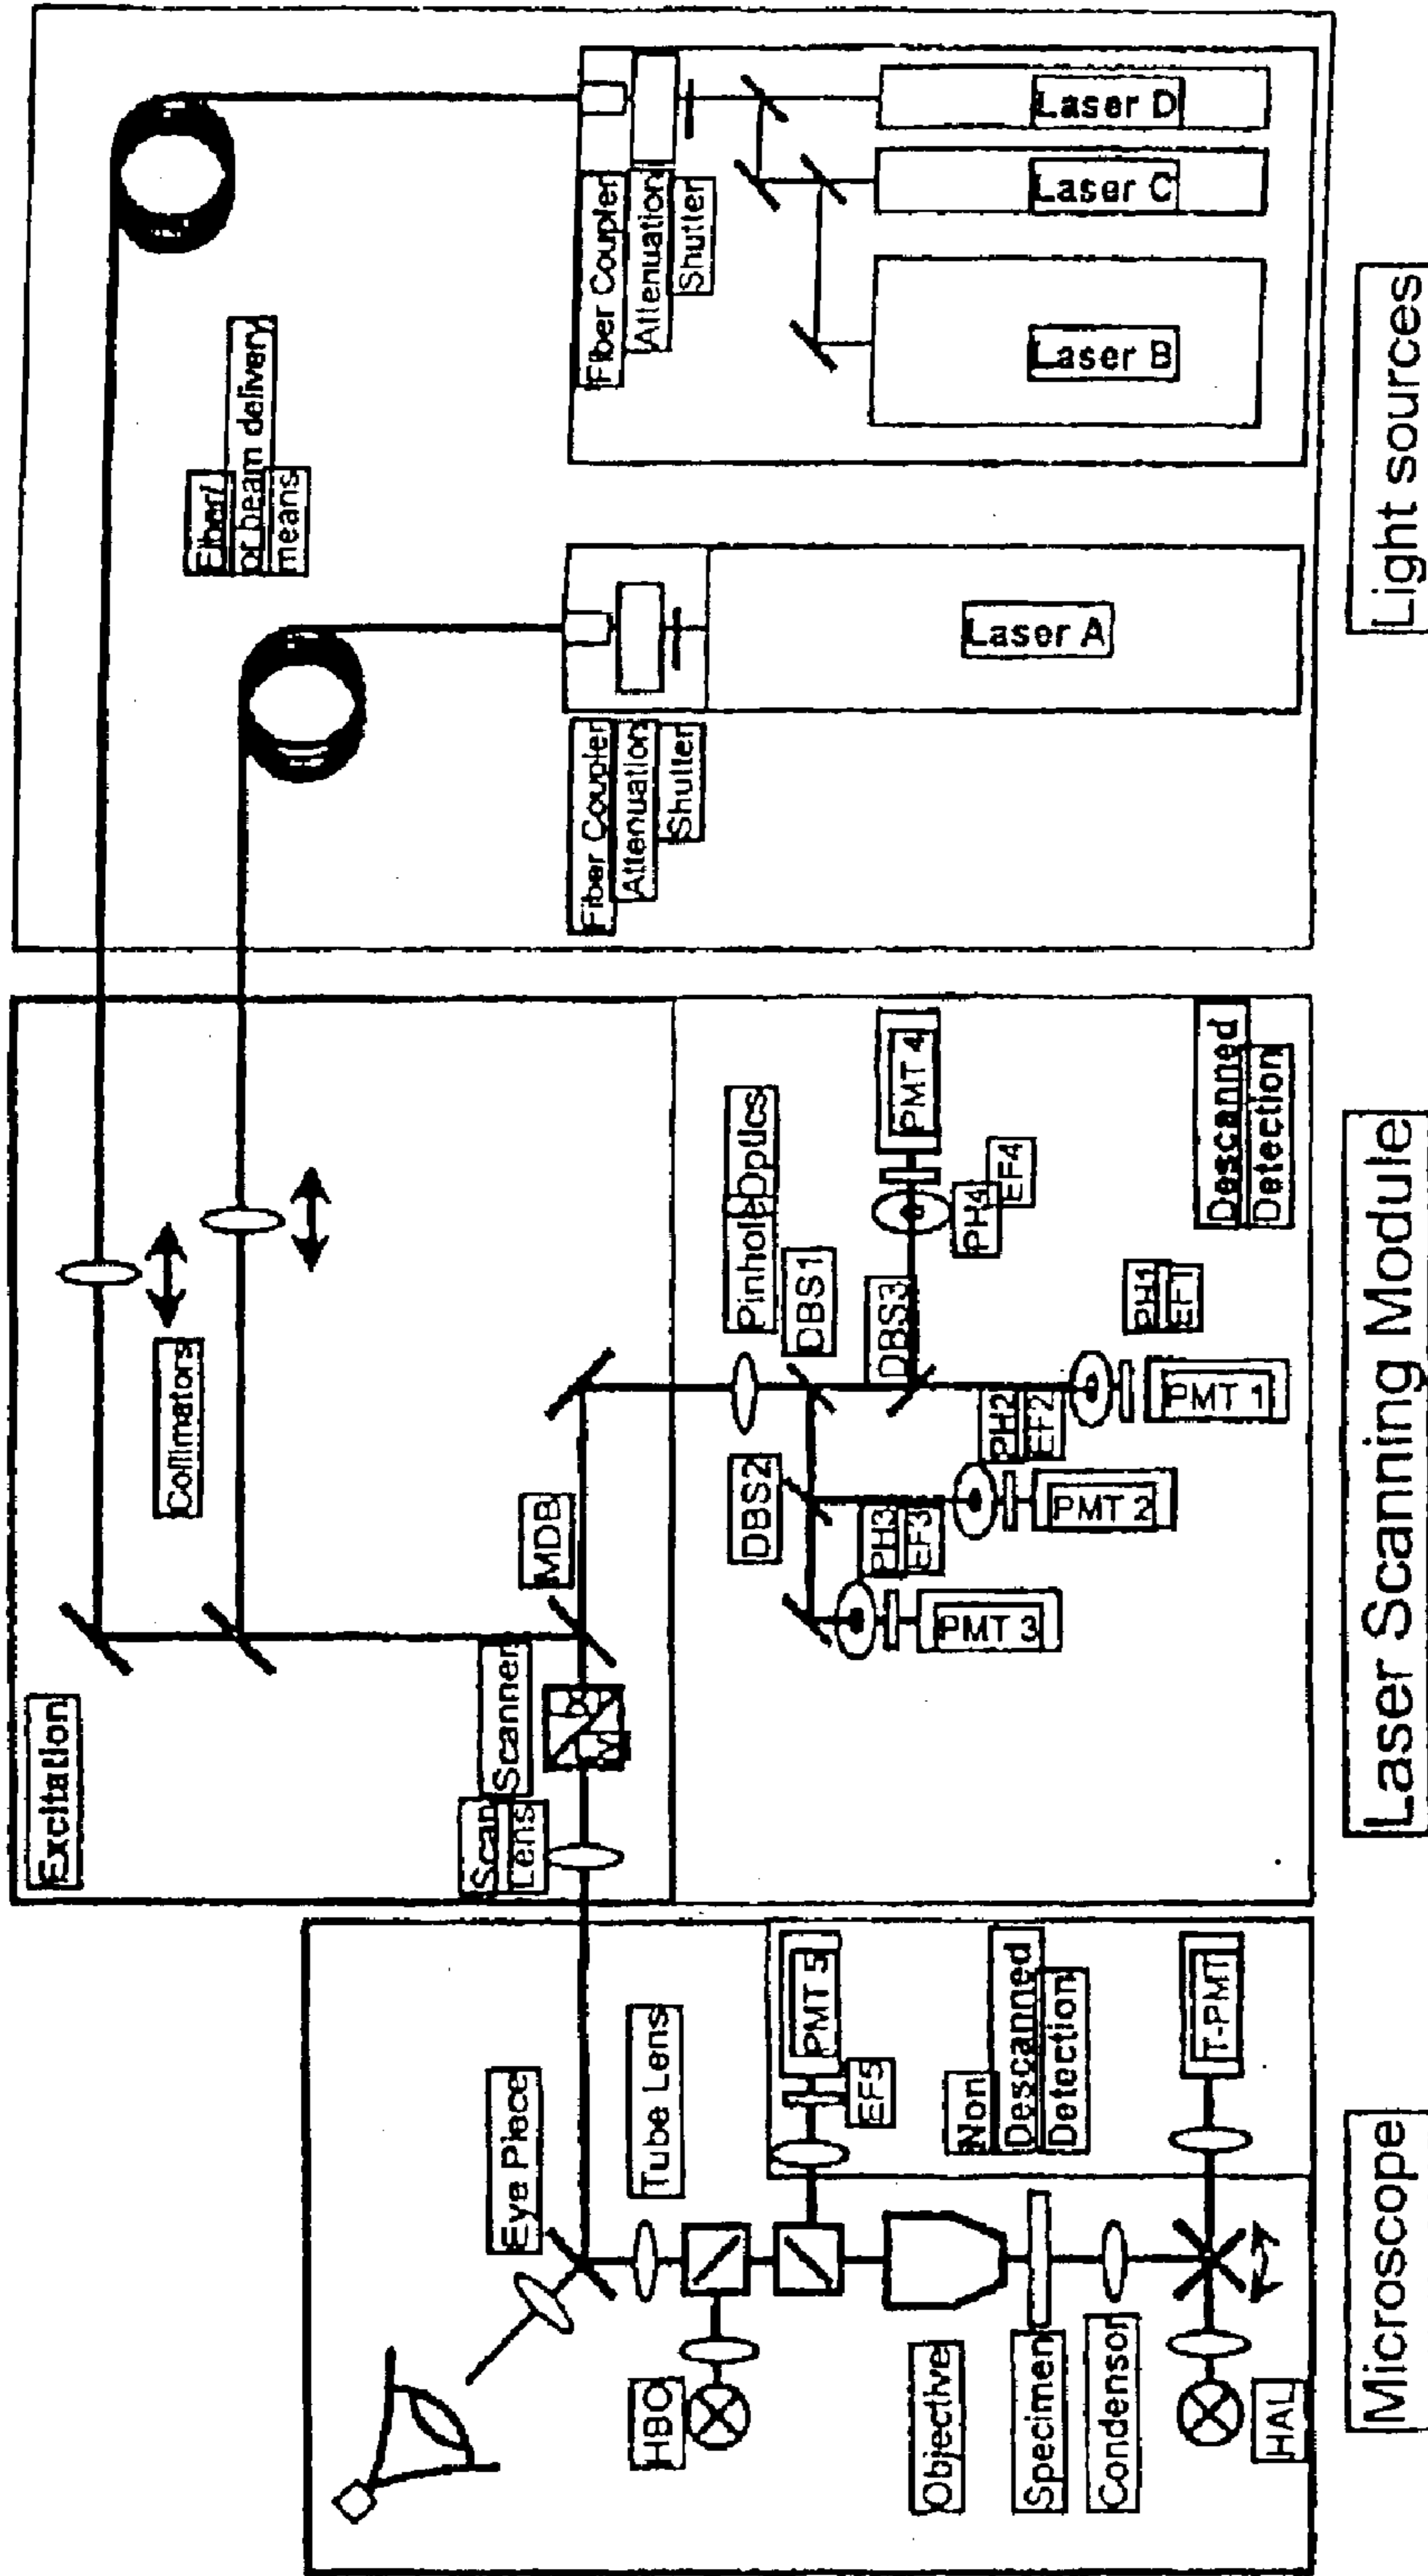 Excitation
Collimators
Fiber/
or beam delivery
means
Eye Piece
Scan
Lens
Scanner
MDB
Fiber Coupler
Attenuation
Shutter
Fiber Coupler
Attenuation
Shutter
HBO
Tube Lens
DBS2
Pinhole Optics
DBS1
PMT 5
EF5
PH3
EF3
DBS3
PMT 4
PH4
EF4
Objective
Non
Descanned
Detection
PMT 3
PH2
EF2
PMT 2
PH1
EF1
PMT 1
Laser A
Laser B
Laser C
Laser D
Specimen
Condensor
HAL
T-PMT
Descanned
Detection
Microscope
Laser Scanning Module
Light sources